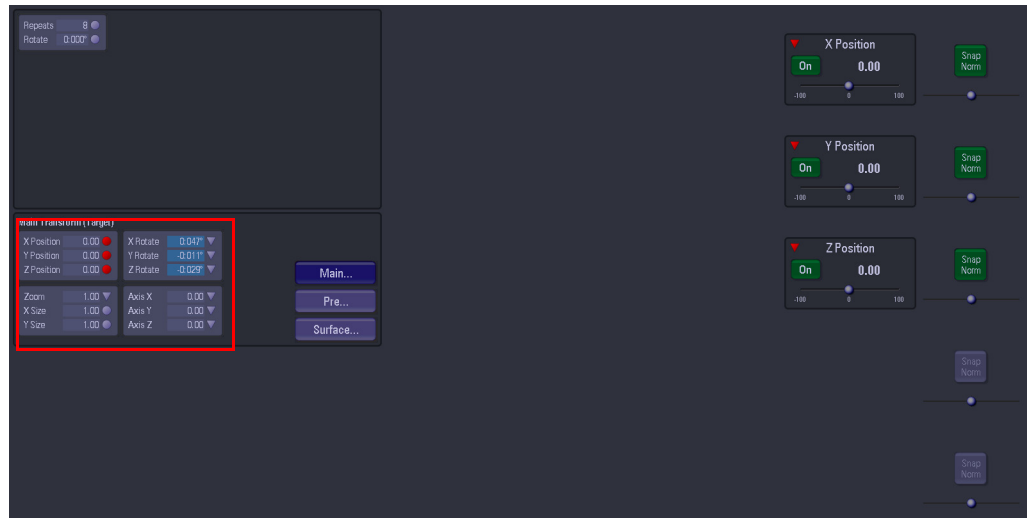 Repeats 8
Rotate 0:000°
Main Transform (Target)
X Position 0.00 X Rotate 0:047°
Y Position 0.00 Y Rotate -0:011°
Z Position 0.00 Z Rotate -0:029°
Zoom 1.00 Axis X 0.00
X Size 1.00 Axis Y 0.00
Y Size 1.00 Axis Z 0.00
Main...
Pre...
Surface...
X Position
On 0.00
-100 0 100
Snap
Norm
Y Position
On 0.00
-100 0 100
Snap
Norm
Z Position
On 0.00
-100 0 100
Snap
Norm
Snap
Norm
Snap
Norm